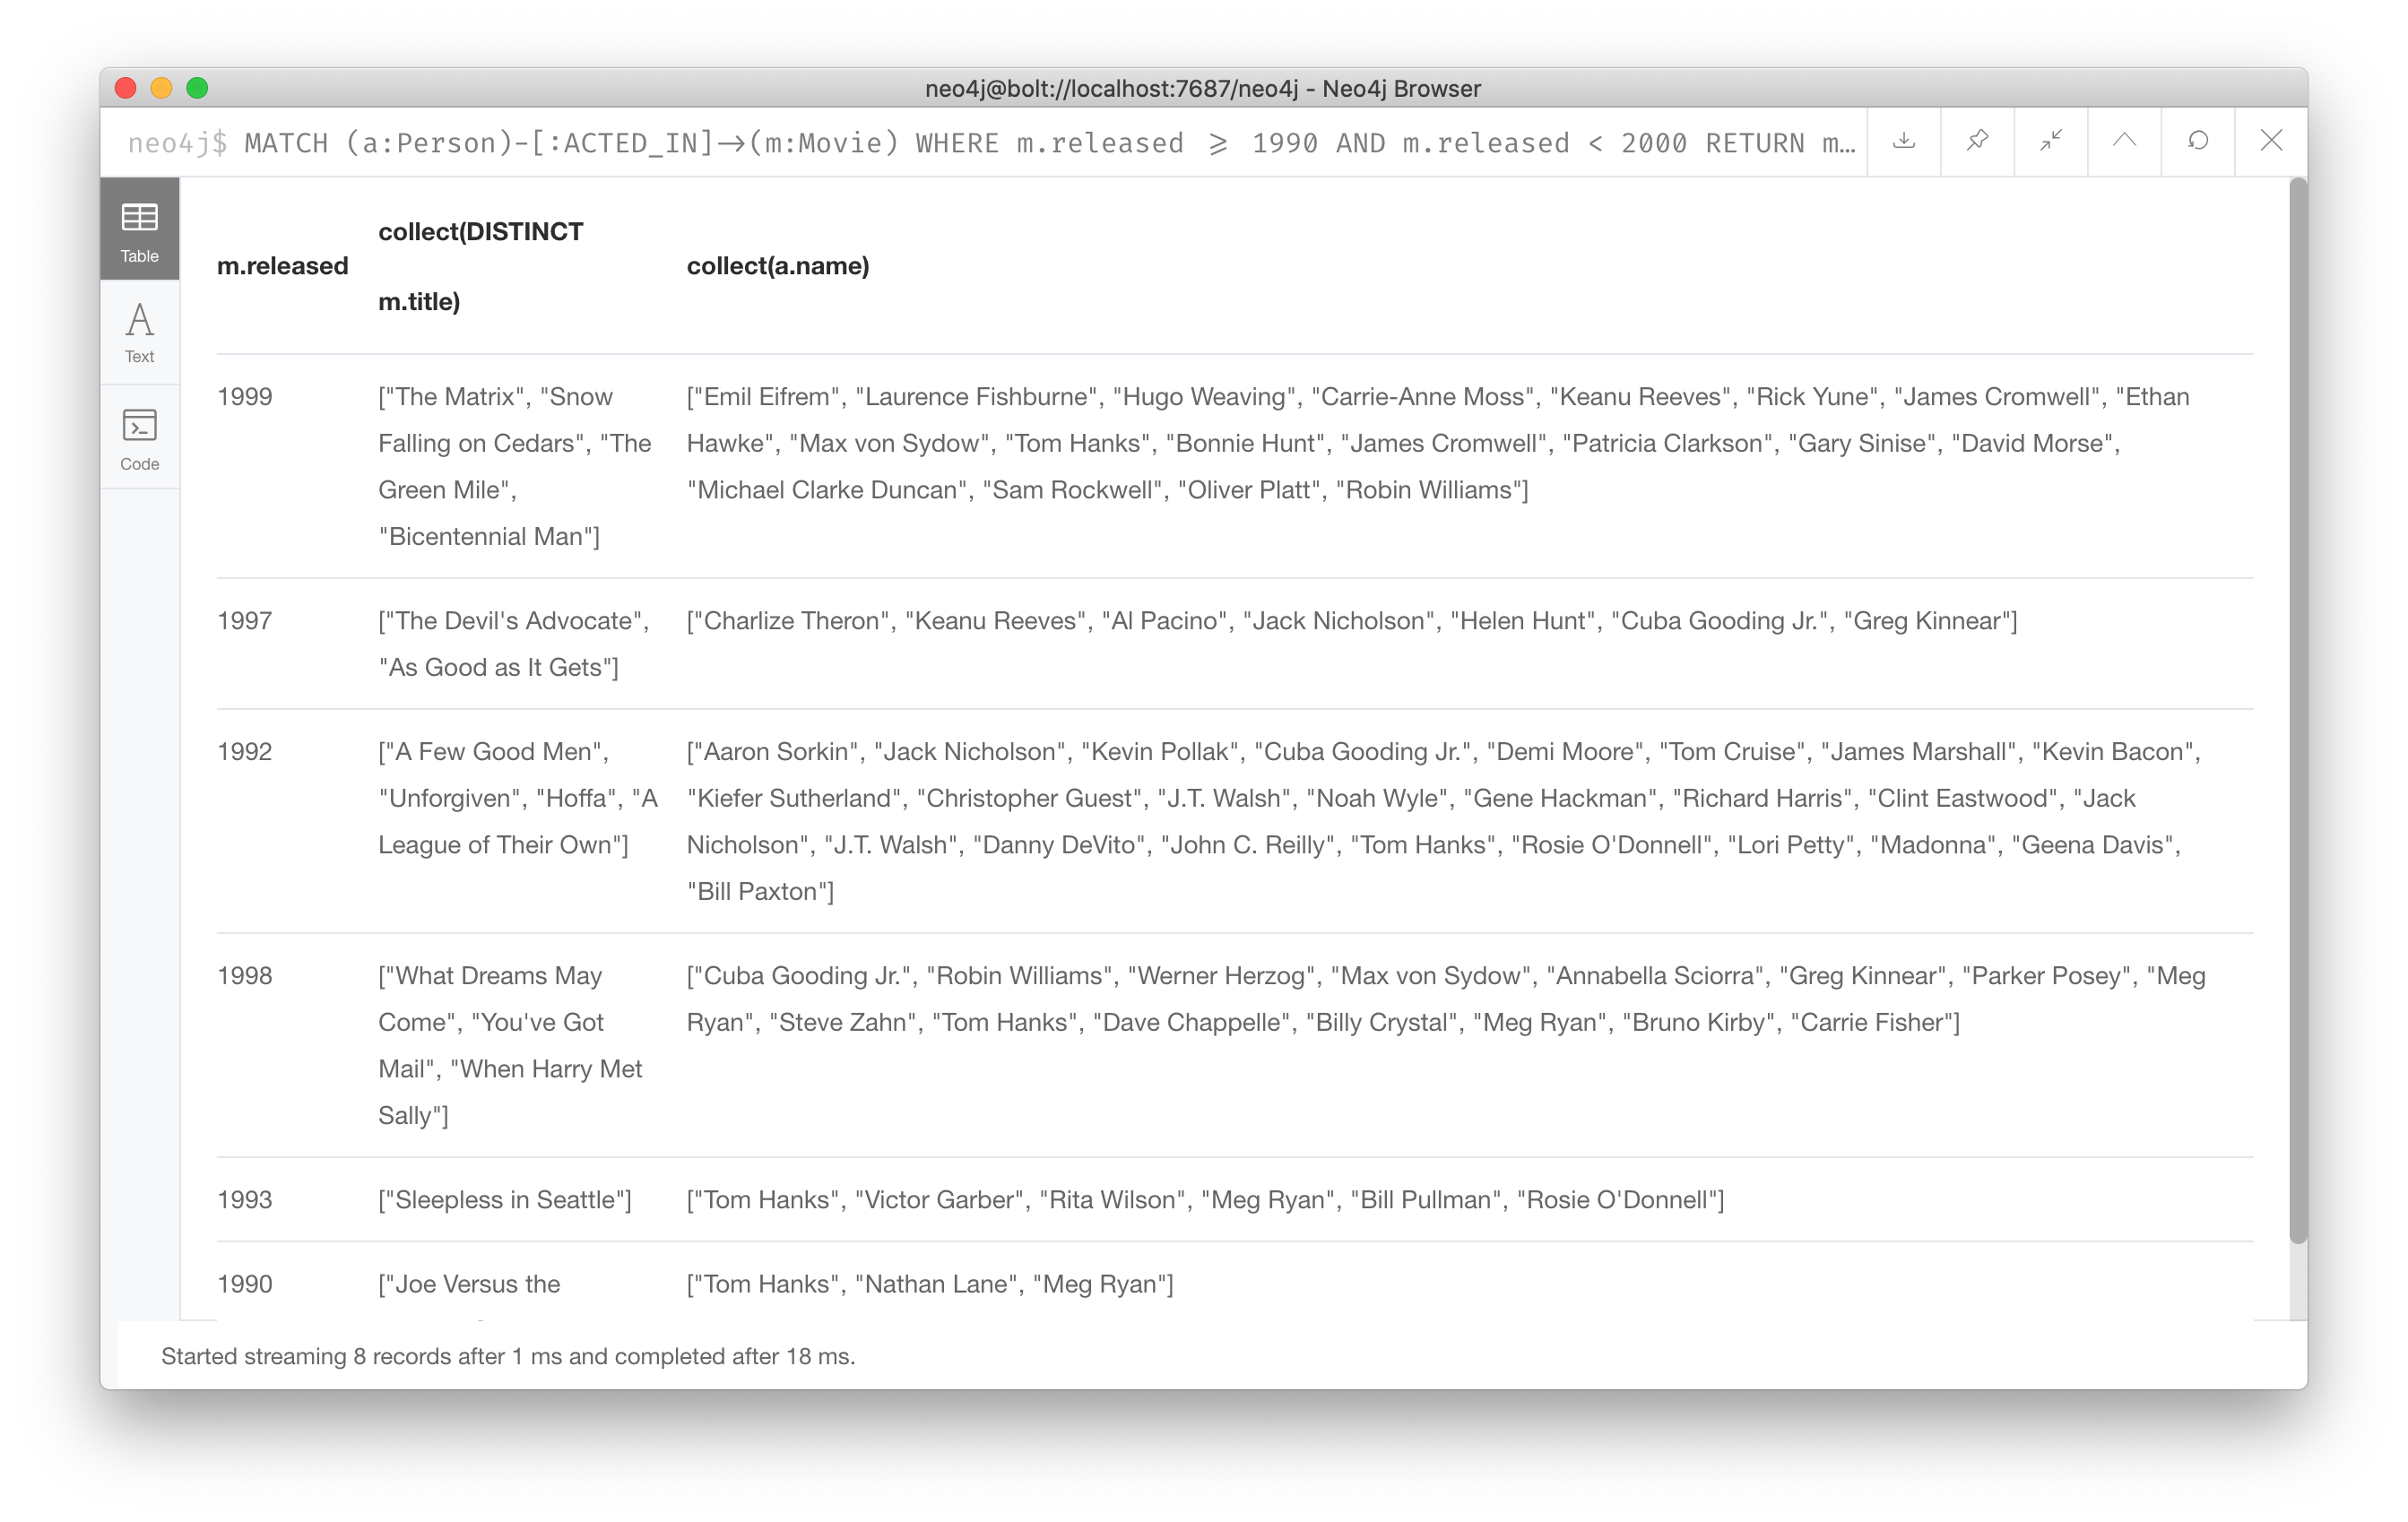 neo4j@bolt://localhost:7687/neo4j - Neo4j Browser
neo4j$ MATCH (a:Person)-[:ACTED_IN]→(m:Movie) WHERE m.released ⩾ 1990 AND m.released < 2000 RETURN m…
Table
Text
Code
m.released
collect(DISTINCT
m.title)
collect(a.name)
1999
["The Matrix", "Snow
Falling on Cedars", "The
Green Mile",
"Bicentennial Man"]
["Emil Eifrem", "Laurence Fishburne", "Hugo Weaving", "Carrie-Anne Moss", "Keanu Reeves", "Rick Yune", "James Cromwell", "Ethan
Hawke", "Max von Sydow", "Tom Hanks", "Bonnie Hunt", "James Cromwell", "Patricia Clarkson", "Gary Sinise", "David Morse",
"Michael Clarke Duncan", "Sam Rockwell", "Oliver Platt", "Robin Williams"]
1997
["The Devil's Advocate",
"As Good as It Gets"]
["Charlize Theron", "Keanu Reeves", "Al Pacino", "Jack Nicholson", "Helen Hunt", "Cuba Gooding Jr.", "Greg Kinnear"]
1992
["A Few Good Men",
"Unforgiven", "Hoffa", "A
League of Their Own"]
["Aaron Sorkin", "Jack Nicholson", "Kevin Pollak", "Cuba Gooding Jr.", "Demi Moore", "Tom Cruise", "James Marshall", "Kevin Bacon",
"Kiefer Sutherland", "Christopher Guest", "J.T. Walsh", "Noah Wyle", "Gene Hackman", "Richard Harris", "Clint Eastwood", "Jack
Nicholson", "J.T. Walsh", "Danny DeVito", "John C. Reilly", "Tom Hanks", "Rosie O'Donnell", "Lori Petty", "Madonna", "Geena Davis",
"Bill Paxton"]
1998
["What Dreams May
Come", "You've Got
Mail", "When Harry Met
Sally"]
["Cuba Gooding Jr.", "Robin Williams", "Werner Herzog", "Max von Sydow", "Annabella Sciorra", "Greg Kinnear", "Parker Posey", "Meg
Ryan", "Steve Zahn", "Tom Hanks", "Dave Chappelle", "Billy Crystal", "Meg Ryan", "Bruno Kirby", "Carrie Fisher"]
1993
["Sleepless in Seattle"]
["Tom Hanks", "Victor Garber", "Rita Wilson", "Meg Ryan", "Bill Pullman", "Rosie O'Donnell"]
1990
["Joe Versus the
["Tom Hanks", "Nathan Lane", "Meg Ryan"]
Started streaming 8 records after 1 ms and completed after 18 ms.